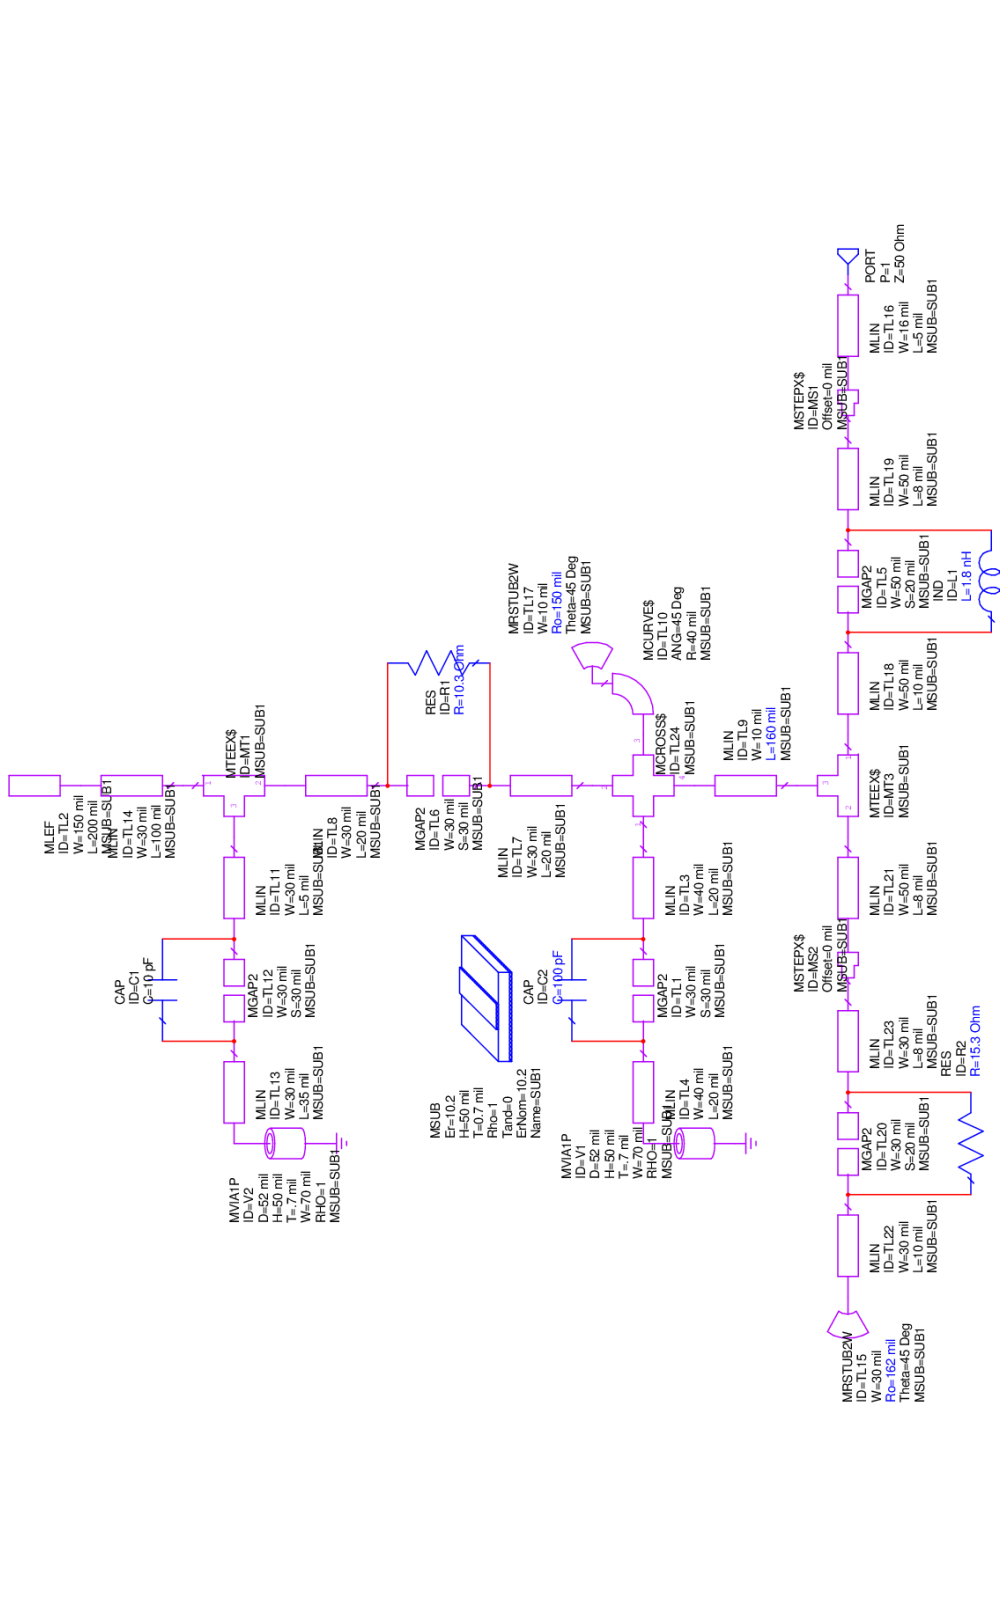 MLEF
ID=TL2
W=150 mil
L=200 mil
MSUB=SUB1
MLIN
ID=TL14
W=30 mil
L=100 mil
MSUB=SUB1
MTEEX$
ID=MT1
MSUB=SUB1
1
2
3
MLIN
ID=TL8
W=30 mil
L=20 mil
MSUB=SUB1
RES
ID=R1
R=10.3 Ohm
MGAP2
ID=TL6
W=30 mil
S=30 mil
MSUB=SUB1
MLIN
ID=TL7
W=30 mil
L=20 mil
MSUB=SUB1
MRSTUB2W
ID=TL17
W=10 mil
Ro=150 mil
Theta=45 Deg
MSUB=SUB1
MCURVE$
ID=TL10
ANG=45 Deg
R=40 mil
MSUB=SUB1
MCROSS$
ID=TL24
MSUB=SUB1
1
2
3
4
MLIN
ID=TL9
W=10 mil
L=160 mil
MSUB=SUB1
MLIN
ID=TL11
W=30 mil
L=5 mil
MSUB=SUB1
CAP
ID=C1
C=10 pF
MGAP2
ID=TL12
W=30 mil
S=30 mil
MSUB=SUB1
MLIN
ID=TL13
W=30 mil
L=35 mil
MSUB=SUB1
MVIA1P
ID=V2
D=52 mil
H=50 mil
T=.7 mil
W=70 mil
RHO=1
MSUB=SUB1
MSUB
Er=10.2
H=50 mil
T=0.7 mil
Rho=1
Tand=0
ErNom=10.2
Name=SUB1
MLIN
ID=TL3
W=40 mil
L=20 mil
MSUB=SUB1
CAP
ID=C2
C=100 pF
MGAP2
ID=TL1
W=30 mil
S=30 mil
MSUB=SUB1
MLIN
ID=TL4
W=40 mil
L=20 mil
MSUB=SUB1
MVIA1P
ID=V1
D=52 mil
H=50 mil
T=.7 mil
W=70 mil
RHO=1
MSUB=SUB1
PORT
P=1
Z=50 Ohm
MLIN
ID=TL16
W=16 mil
L=5 mil
MSUB=SUB1
MSTEPX$
ID=MS1
Offset=0 mil
MSUB=SUB1
MLIN
ID=TL19
W=50 mil
L=8 mil
MSUB=SUB1
MGAP2
ID=TL5
W=50 mil
S=20 mil
MSUB=SUB1
IND
ID=L1
L=1.8 nH
MLIN
ID=TL18
W=50 mil
L=10 mil
MSUB=SUB1
MTEEX$
ID=MT3
MSUB=SUB1
1
2
3
MLIN
ID=TL21
W=50 mil
L=8 mil
MSUB=SUB1
MSTEPX$
ID=MS2
Offset=0 mil
MSUB=SUB1
MLIN
ID=TL23
W=30 mil
L=8 mil
MSUB=SUB1
RES
ID=R2
R=15.3 Ohm
MGAP2
ID=TL20
W=30 mil
S=20 mil
MSUB=SUB1
MLIN
ID=TL22
W=30 mil
L=10 mil
MSUB=SUB1
MRSTUB2W
ID=TL15
W=30 mil
Ro=162 mil
Theta=45 Deg
MSUB=SUB1